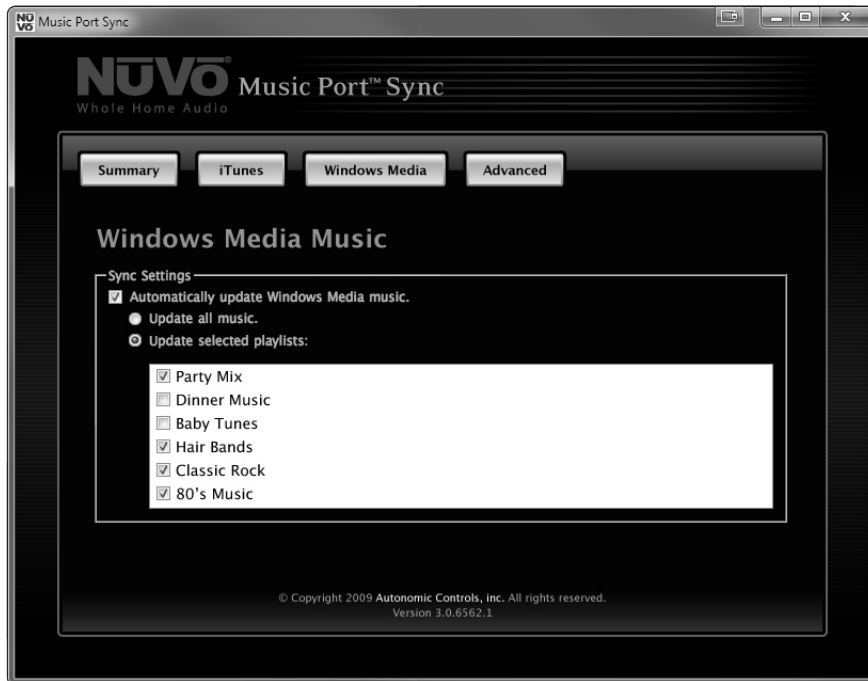 NUVO Music Port Sync
NŪVŌ® Music Port™ Sync
Whole Home Audio
Summary iTunes Windows Media Advanced
Windows Media Music
Sync Settings
Automatically update Windows Media music.
Update all music.
Update selected playlists:
Party Mix
Dinner Music
Baby Tunes
Hair Bands
Classic Rock
80's Music
© Copyright 2009 Autonomic Controls, inc. All rights reserved.
Version 3.0.6562.1